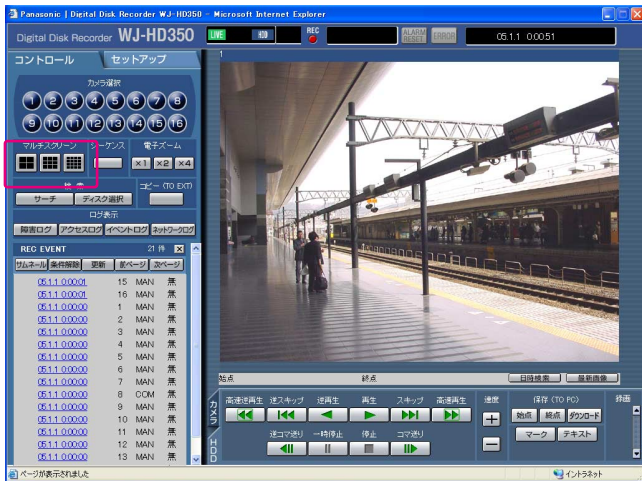 Panasonic | Digital Disk Recorder WJ-HD350 - Microsoft Internet Explorer
Digital Disk Recorder WJ-HD350
LIVE HDD REC ALARM RESET ERROR 05.1.1 0:00:51
コントロール セットアップ
カメラ選択
1 2 3 4 5 6 7 8
9 10 11 12 13 14 15 16
マルチスクリーン シーケンス 電子ズーム
×1 ×2 ×4
検索 コピー (TO EXT)
サーチ ディスク選択
ログ表示
障害ログ アクセスログ イベントログ ネットワークログ
REC EVENT 21 件
サムネール 条件解除 更新 前ページ 次ページ
05.1.1 0:00:01 15 MAN 無
05.1.1 0:00:01 16 MAN 無
05.1.1 0:00:00 1 MAN 無
05.1.1 0:00:00 2 MAN 無
05.1.1 0:00:00 3 MAN 無
05.1.1 0:00:00 4 MAN 無
05.1.1 0:00:00 5 MAN 無
05.1.1 0:00:00 6 MAN 無
05.1.1 0:00:00 7 MAN 無
05.1.1 0:00:00 8 COM 無
05.1.1 0:00:00 9 MAN 無
05.1.1 0:00:00 10 MAN 無
05.1.1 0:00:00 11 MAN 無
05.1.1 0:00:00 12 MAN 無
05.1.1 0:00:00 13 MAN 無
1
始点 終点 日時検索 最新画像
カメラ
HDD
高速逆再生 逆スキップ 逆再生 再生 スキップ 高速再生
逆コマ送り 一時停止 停止 コマ送り
速度
保存 (TO PC)
始点 終点 ダウンロード
マーク テキスト
録画
ページが表示されました イントラネット